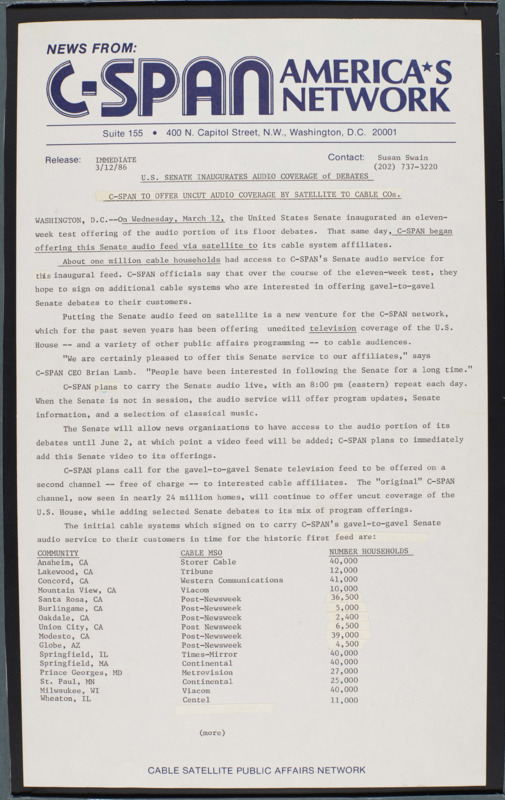 NEWS FROM:
C-SPAN AMERICA★S NETWORK
Suite 155 • 400 N. Capitol Street, N.W., Washington, D.C. 20001
Release: IMMEDIATE Contact: Susan Swain
3/12/86 (202) 737-3220
U.S. SENATE INAUGURATES AUDIO COVERAGE of DEBATES
C-SPAN TO OFFER UNCUT AUDIO COVERAGE BY SATELLITE TO CABLE COs.
WASHINGTON, D.C.--On Wednesday, March 12, the United States Senate inaugurated an eleven-
week test offering of the audio portion of its floor debates. That same day, C-SPAN began
offering this Senate audio feed via satellite to its cable system affiliates.
About one million cable households had access to C-SPAN's Senate audio service for
this inaugural feed. C-SPAN officials say that over the course of the eleven-week test, they
hope to sign on additional cable systems who are interested in offering gavel-to-gavel
Senate debates to their customers.
Putting the Senate audio feed on satellite is a new venture for the C-SPAN network,
which for the past seven years has been offering unedited television coverage of the U.S.
House -- and a variety of other public affairs programming -- to cable audiences.
"We are certainly pleased to offer this Senate service to our affiliates," says
C-SPAN CEO Brian Lamb. "People have been interested in following the Senate for a long time."
C-SPAN plans to carry the Senate audio live, with an 8:00 pm (eastern) repeat each day.
When the Senate is not in session, the audio service will offer program updates, Senate
information, and a selection of classical music.
The Senate will allow news organizations to have access to the audio portion of its
debates until June 2, at which point a video feed will be added; C-SPAN plans to immediately
add this Senate video to its offerings.
C-SPAN plans call for the gavel-to-gavel Senate television feed to be offered on a
second channel -- free of charge -- to interested cable affiliates. The "original" C-SPAN
channel, now seen in nearly 24 million homes, will continue to offer uncut coverage of the
U.S. House, while adding selected Senate debates to its mix of program offerings.
The initial cable systems which signed on to carry C-SPAN's gavel-to-gavel Senate
audio service to their customers in time for the historic first feed are:
COMMUNITY CABLE MSO NUMBER HOUSEHOLDS
Anaheim, CA Storer Cable 40,000
Lakewood, CA Tribune 12,000
Concord, CA Western Communications 41,000
Mountain View, CA Viacom 10,000
Santa Rosa, CA Post-Newsweek 36,500
Burlingame, CA Post-Newsweek 5,000
Oakdale, CA Post-Newsweek 2,400
Union City, CA Post Newsweek 6,500
Modesto, CA Post-Newsweek 39,000
Globe, AZ Post-Newsweek 4,500
Springfield, IL Times-Mirror 40,000
Springfield, MA Continental 40,000
Prince Georges, MD Metrovision 27,000
St. Paul, MN Continental 25,000
Milwaukee, WI Viacom 40,000
Wheaton, IL Centel 11,000
(more)
CABLE SATELLITE PUBLIC AFFAIRS NETWORK